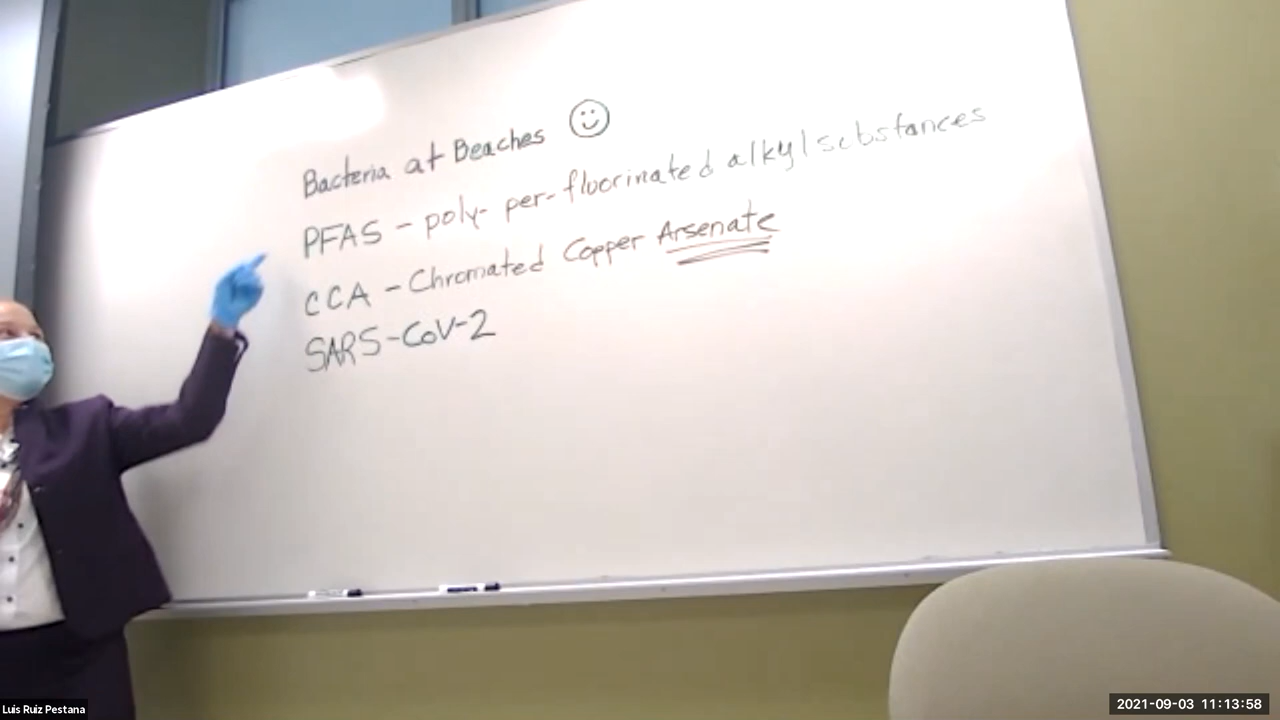 Bacteria at Beaches
PFAS - poly- per-fluorinated alkyl substances
CCA - Chromated Copper Arsenate
SARS-CoV-2
Luis Ruiz Pestana
2021-09-03 11:13:58